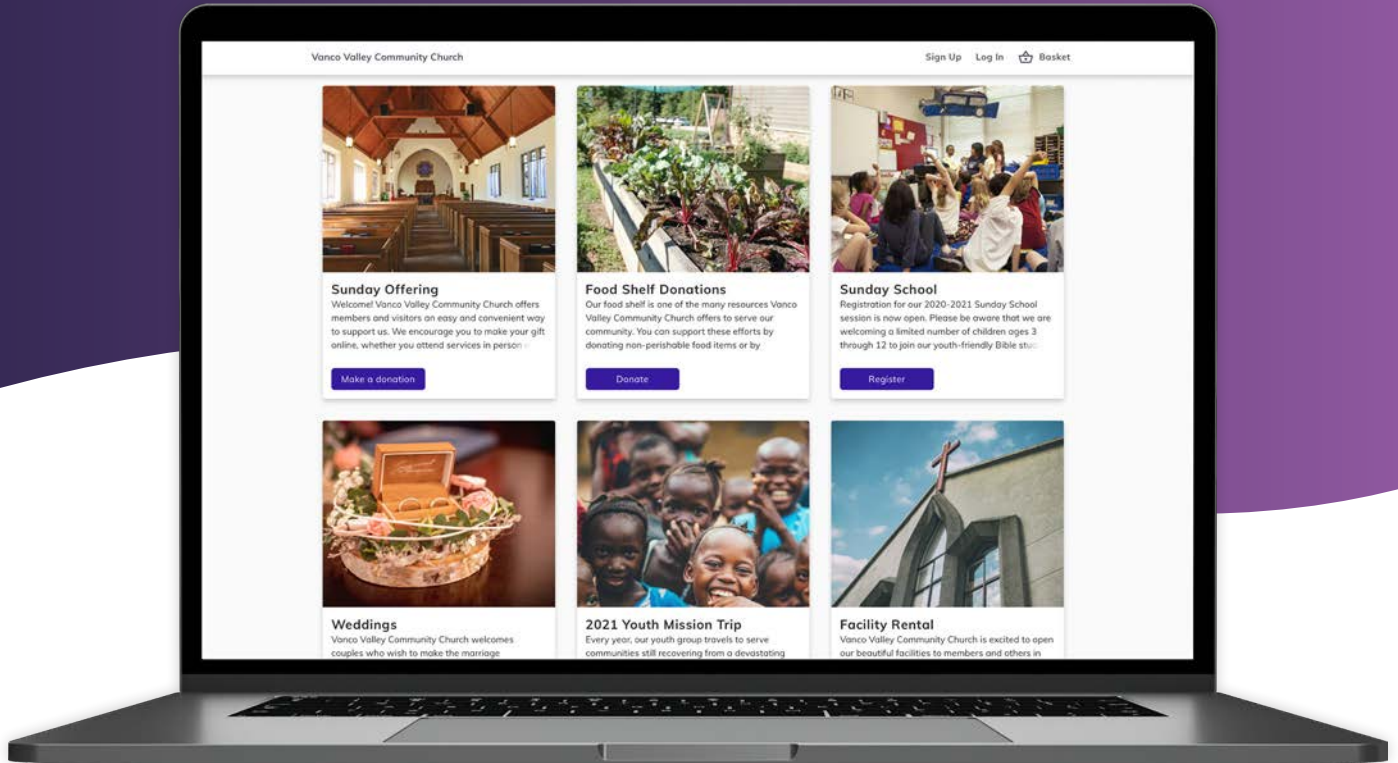 Vanco Valley Community Church
Sign Up Log In Basket
Sunday Offering
Welcome! Vanco Valley Community Church offers
members and visitors an easy and convenient way
to support us. We encourage you to make your gift
online, whether you attend services in person
Make a donation
Food Shelf Donations
Our food shelf is one of the many resources Vanco
Valley Community Church offers to serve our
community. You can support these efforts by
donating non-perishable food items or by
Donate
Sunday School
Registration for our 2020-2021 Sunday School
session is now open. Please be aware that we are
welcoming a limited number of children ages 3
through 12 to join our youth-friendly Bible stud
Register
Weddings
Vanco Valley Community Church welcomes
couples who wish to make the marriage
2021 Youth Mission Trip
Every year, our youth group travels to serve
communities still recovering from a devastating
Facility Rental
Vanco Valley Community Church is excited to open
our beautiful facilities to members and others in